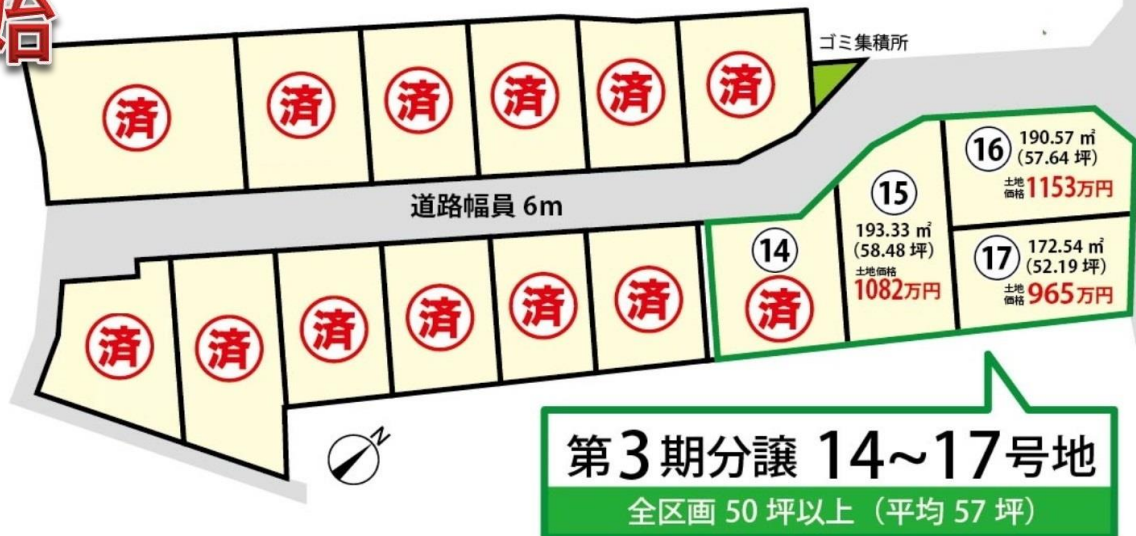 始
ゴミ集積所
済
済
済
済
済
済
道路幅員 6m
16
190.57 ㎡
(57.64 坪)
土地価格
1153万円
15
193.33 ㎡
(58.48 坪)
土地価格
1082万円
14
済
17
172.54 ㎡
(52.19 坪)
土地価格
965万円
済
済
済
済
済
済
N
第3期分譲 14~17号地
全区画 50 坪以上（平均 57 坪）